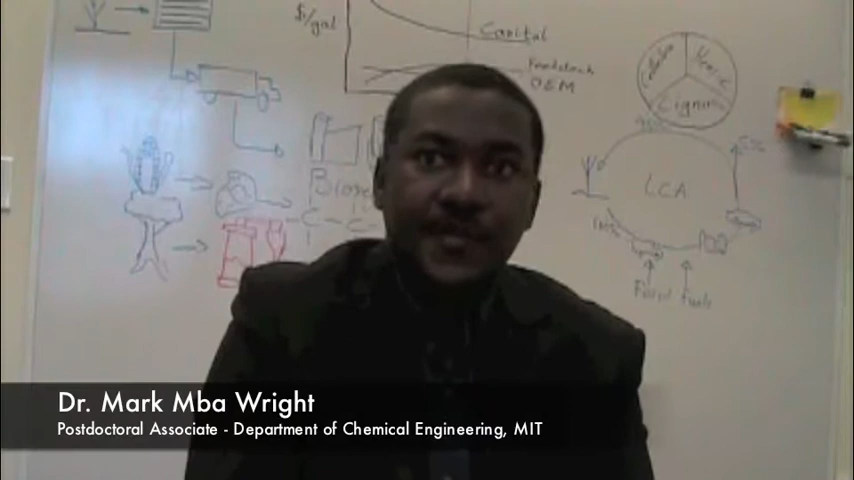 $/gal
Capital
Feedstock
O&M
Cellulose
Hemic
Lignin
LCA
C - C
Fossil Fuels
Dr. Mark Mba Wright
Postdoctoral Associate - Department of Chemical Engineering, MIT